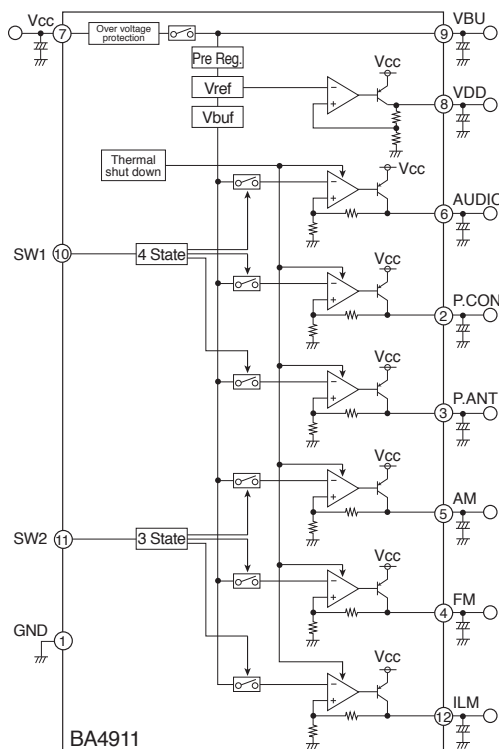 Vcc
7
Over voltage
protection
9
VBU
Pre Reg.
Vref
Vbuf
Vcc
8
VDD
Thermal
shut down
Vcc
6
AUDIO
SW1
10
4 State
Vcc
2
P.CON
Vcc
3
P.ANT
Vcc
5
AM
SW2
11
3 State
Vcc
4
FM
GND
1
Vcc
12
ILM
BA4911